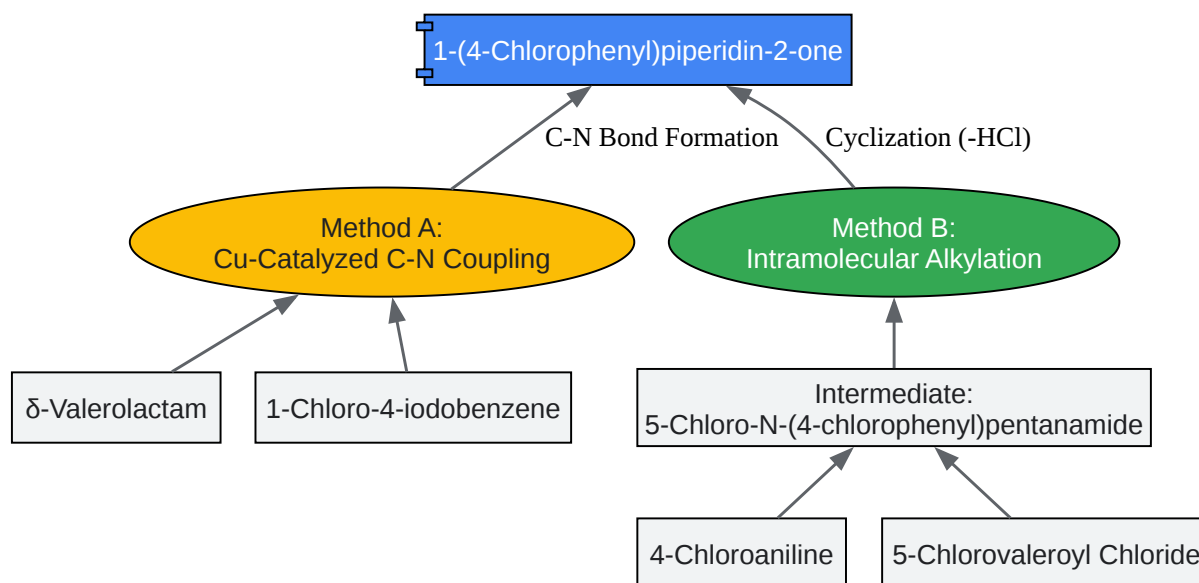 1-(4-Chlorophenyl)piperidin-2-one
C-N Bond Formation
Cyclization (-HCl)
Method A:
Cu-Catalyzed C-N Coupling
Method B:
Intramolecular Alkylation
δ-Valerolactam
1-Chloro-4-iodobenzene
Intermediate:
5-Chloro-N-(4-chlorophenyl)pentanamide
4-Chloroaniline
5-Chlorovaleroyl Chloride